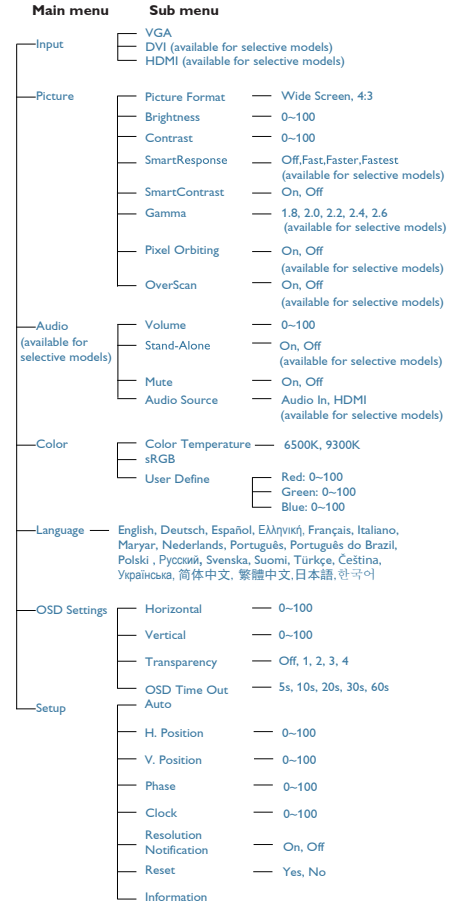 Main menu Sub menu
Input VGA
DVI (available for selective models)
HDMI (available for selective models)
Picture Picture Format Wide Screen, 4:3
Brightness 0~100
Contrast 0~100
SmartResponse Off,Fast,Faster,Fastest
(available for selective models)
SmartContrast On, Off
Gamma 1.8, 2.0, 2.2, 2.4, 2.6
(available for selective models)
Pixel Orbiting On, Off
(available for selective models)
OverScan On, Off
(available for selective models)
Audio Volume 0~100
(available for
selective models)
Stand-Alone On, Off
(available for selective models)
Mute On, Off
Audio Source Audio In, HDMI
(available for selective models)
Color Color Temperature 6500K, 9300K
sRGB
User Define Red: 0~100
Green: 0~100
Blue: 0~100
Language English, Deutsch, Español, Ελληνική, Français, Italiano,
Maryar, Nederlands, Português, Português do Brazil,
Polski , Русский, Svenska, Suomi, Türkçe, Čeština,
Українська, 简体中文, 繁體中文,日本語,한국어
OSD Settings Horizontal 0~100
Vertical 0~100
Transparency Off, 1, 2, 3, 4
OSD Time Out 5s, 10s, 20s, 30s, 60s
Setup Auto
H. Position 0~100
V. Position 0~100
Phase 0~100
Clock 0~100
Resolution
Notification On, Off
Reset Yes, No
Information